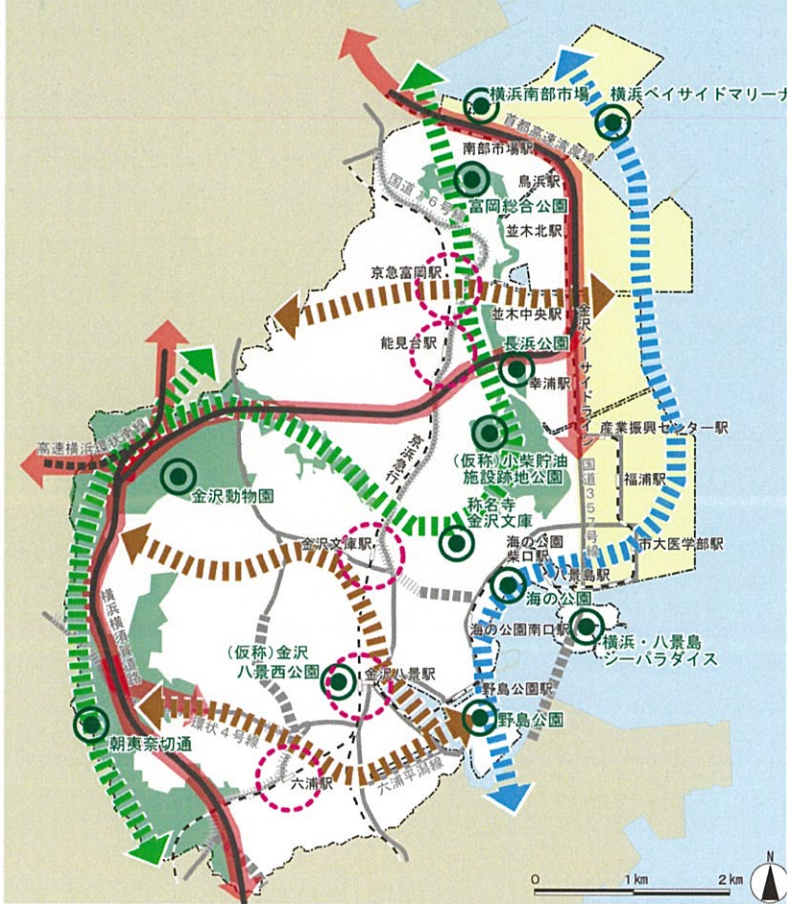 横浜南部市場
横浜ベイサイドマリーナ
首都高速湾岸線
南部市場駅
鳥浜駅
国道16号線
富岡総合公園
並木北駅
京急富岡駅
並木中央駅
金沢シーサイドライン
能見台駅
長浜公園
幸浦駅
産業振興センター駅
高速横浜環状南線
京浜急行
(仮称)小柴貯油
施設跡地公園
国道357号線
福浦駅
金沢動物園
称名寺
金沢文庫
金沢文庫駅
海の公園
柴口駅
市大医学部駅
八景島駅
海の公園
横浜横須賀道路
海の公園南口駅
横浜・八景島
シーパラダイス
(仮称)金沢
八景西公園
金沢八景駅
野島公園駅
野島公園
朝夷奈切通
環状4号線
六浦平潟線
六浦駅
0 1km 2km
N